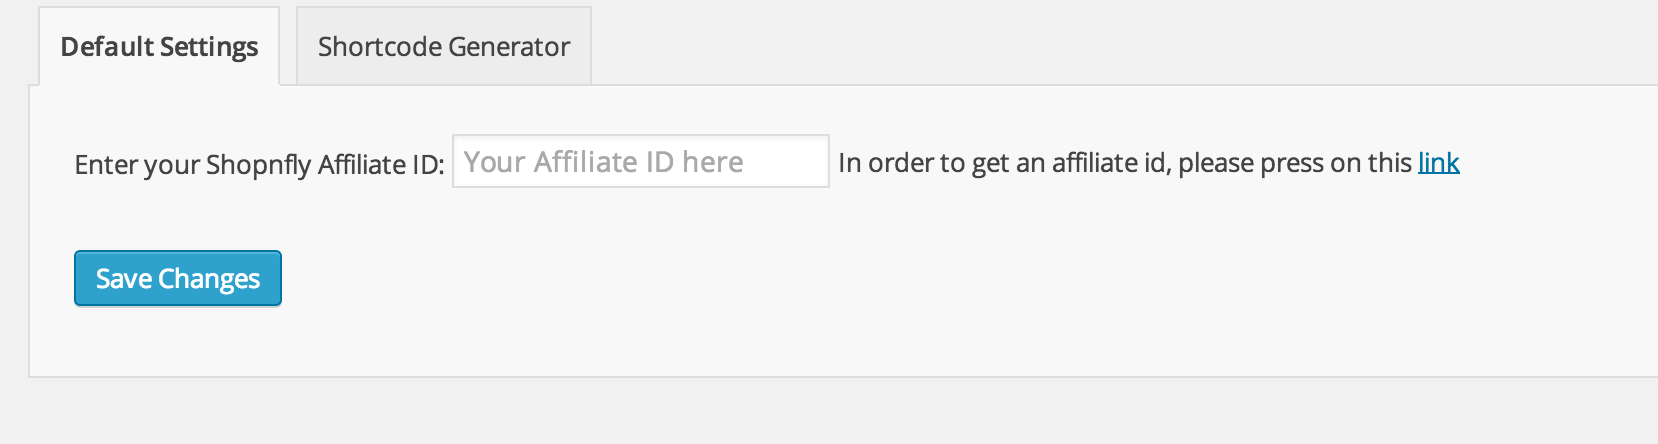 Default Settings
Shortcode Generator
Enter your Shopnfly Affiliate ID: Your Affiliate ID here In order to get an affiliate id, please press on this link
Save Changes